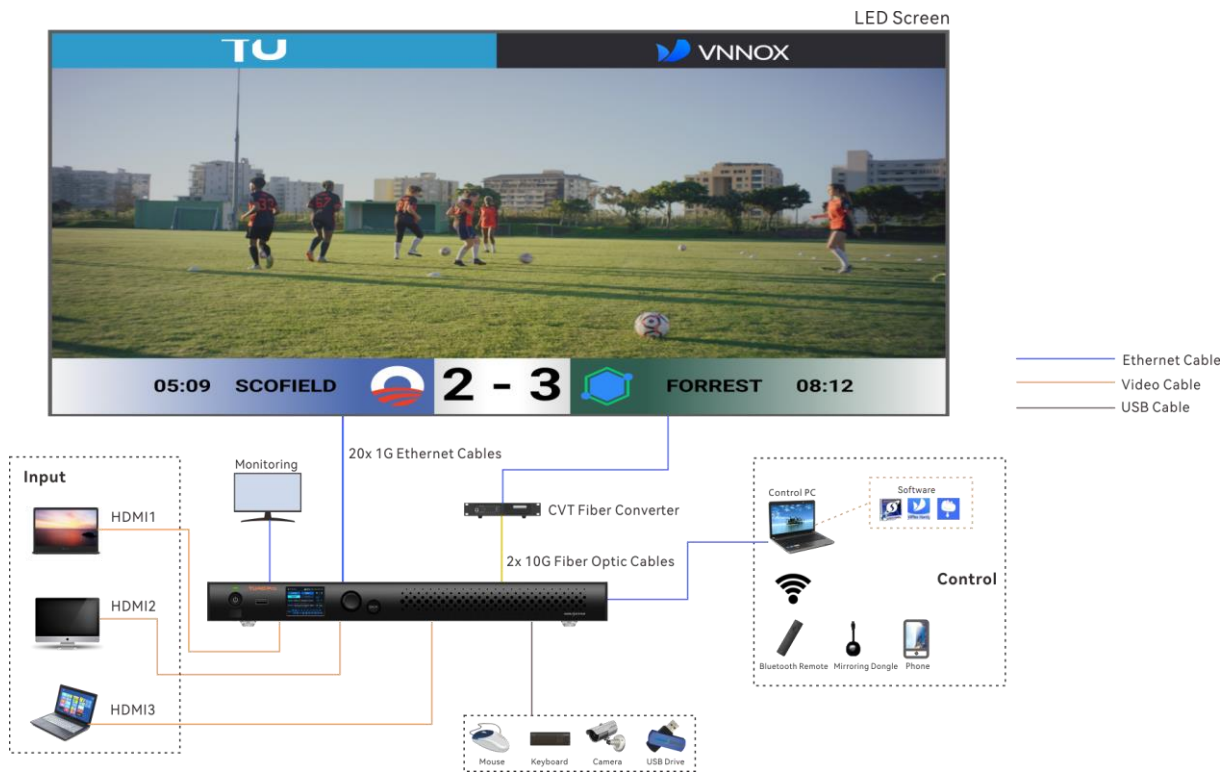 LED Screen
TU
VNNOX
05:09 SCOFIELD 2 - 3 FORREST 08:12
Ethernet Cable
Video Cable
USB Cable
20x 1G Ethernet Cables
Input
Monitoring
HDMI1
CVT Fiber Converter
Control PC
Software
2x 10G Fiber Optic Cables
Control
HDMI2
Bluetooth Remote
Mirroring Dongle
Phone
HDMI3
Mouse
Keyboard
Camera
USB Drive